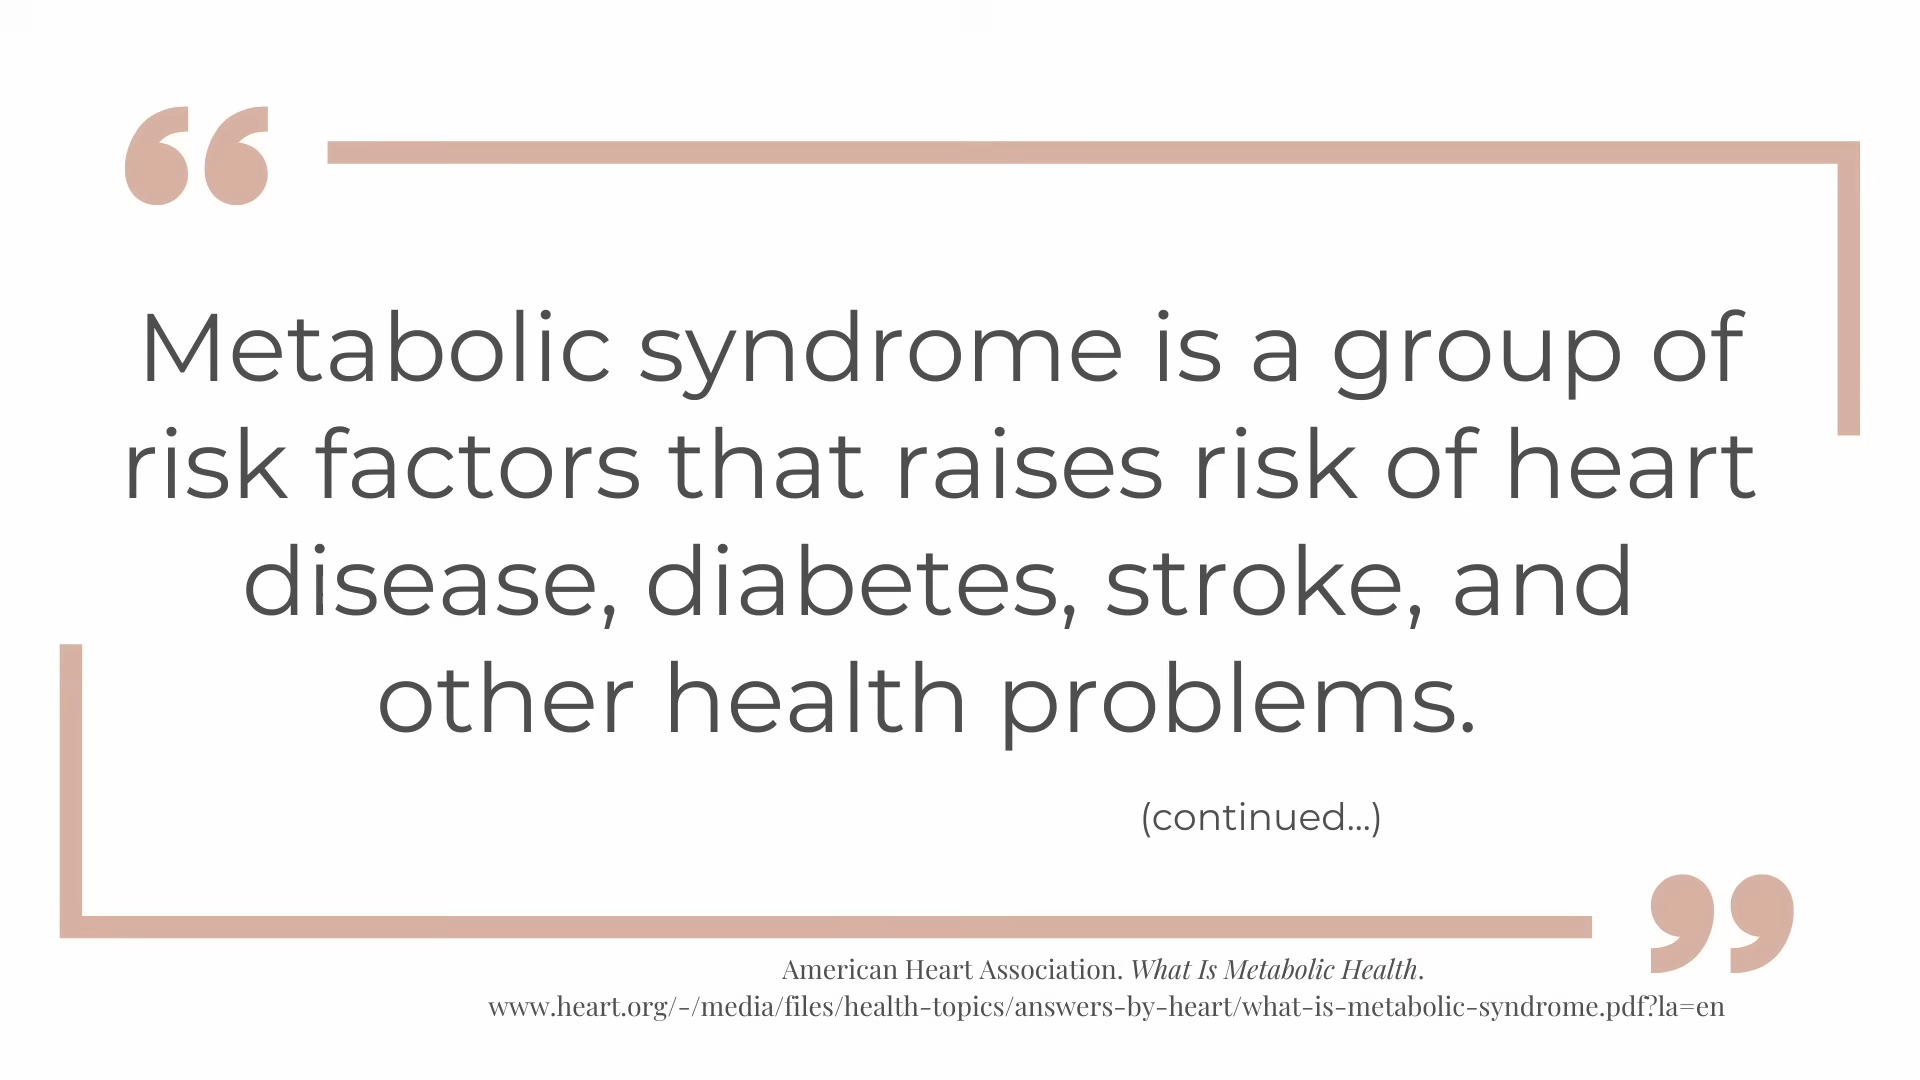 “
Metabolic syndrome is a group of
risk factors that raises risk of heart
disease, diabetes, stroke, and
other health problems.
(continued...)
”
American Heart Association. What Is Metabolic Health.
www.heart.org/-/media/files/health-topics/answers-by-heart/what-is-metabolic-syndrome.pdf?la=en